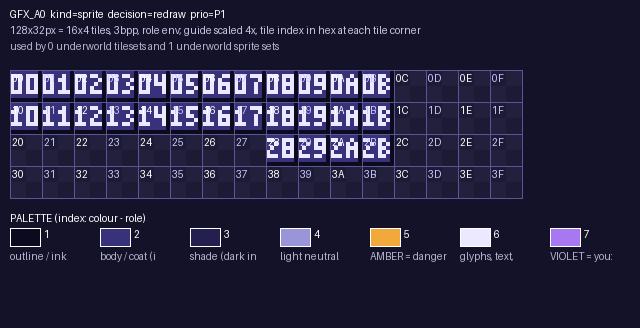 GFX_A0 kind=sprite decision=redraw prio=P1
128x32px = 16x4 tiles, 3bpp, role env; guide scaled 4x, tile index in hex at each tile corner
used by 0 underworld tilesets and 1 underworld sprite sets
00 01 02 03 04 05 06 07 08 09 0A 0B 0C 0D 0E 0F
10 11 12 13 14 15 16 17 18 19 1A 1B 1C 1D 1E 1F
20 21 22 23 24 25 26 27 28 29 2A 2B 2C 2D 2E 2F
30 31 32 33 34 35 36 37 38 39 3A 3B 3C 3D 3E 3F
PALETTE (index: colour - role)
1 2 3 4 5 6 7
outline / ink body / coat (i shade (dark in light neutral AMBER = danger glyphs, text, VIOLET = you: